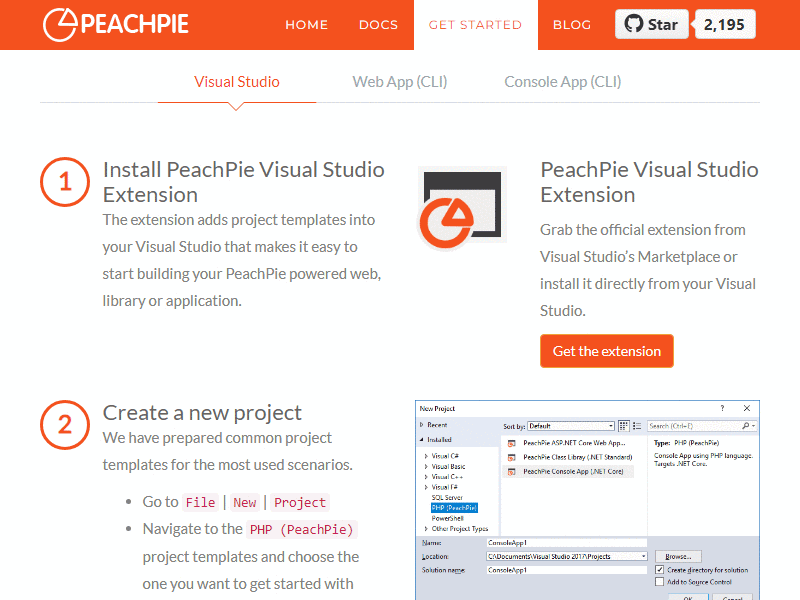 PEACHPIE
HOME
DOCS
GET STARTED
BLOG
Star
2,195
Visual Studio
Web App (CLI)
Console App (CLI)
1
Install PeachPie Visual Studio
Extension
The extension adds project templates into
your Visual Studio that makes it easy to
start building your PeachPie powered web,
library or application.
PeachPie Visual Studio
Extension
Grab the official extension from
Visual Studio's Marketplace or
install it directly from your Visual
Studio.
Get the extension
2
Create a new project
We have prepared common project
templates for the most used scenarios.
• Go to File | New | Project
• Navigate to the PHP (PeachPie)
project templates and choose the
one you want to get started with
New Project
? X
Recent
Installed
Visual C#
Visual Basic
Visual C++
Visual F#
SQL Server
PHP (PeachPie)
PowerShell
Other Project Types
Sort by: Default
Search (Ctrl+E)
PeachPie ASP.NET Core Web App...
PeachPie Class Libray (.NET Standard)
PeachPie Console App (.NET Core)
Type: PHP (PeachPie)
Console App using PHP language.
Targets .NET Core.
Name: ConsoleApp1
Location: C:\Documents\Visual Studio 2017\Projects
Browse...
Solution name: ConsoleApp1
Create directory for solution
Add to Source Control
OK
Cancel